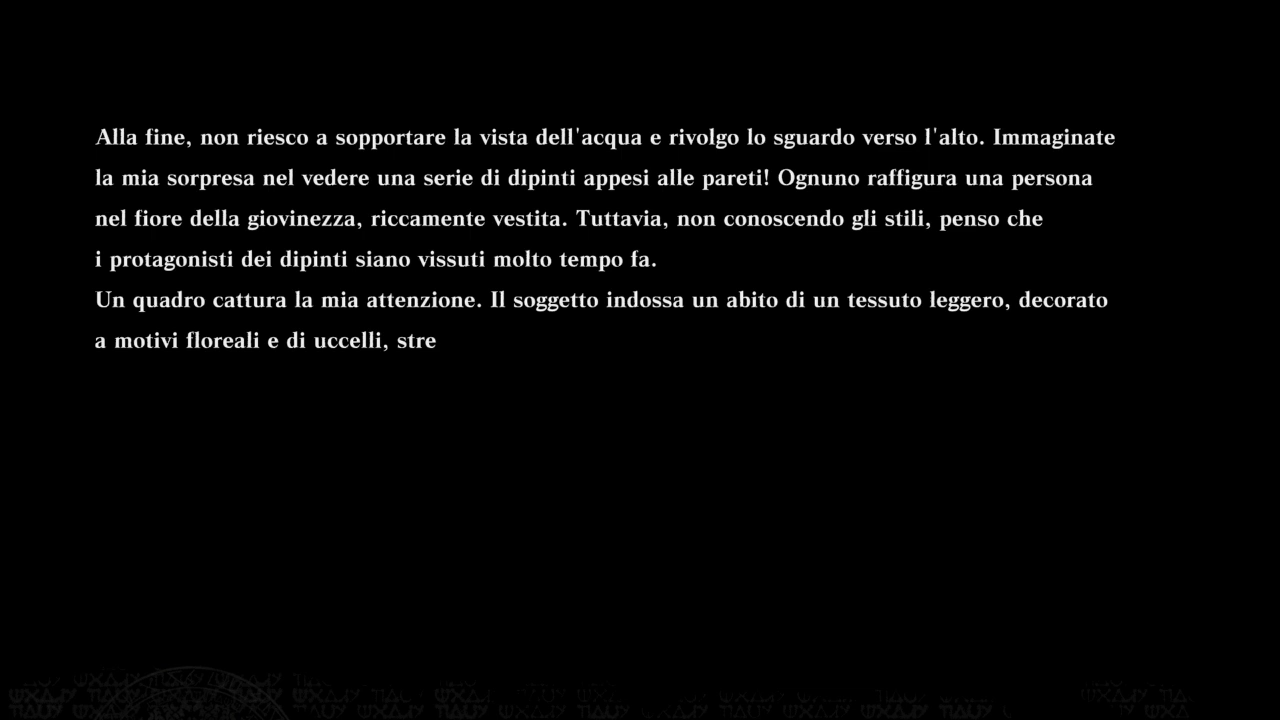 Alla fine, non riesco a sopportare la vista dell'acqua e rivolgo lo sguardo verso l'alto. Immaginate
la mia sorpresa nel vedere una serie di dipinti appesi alle pareti! Ognuno raffigura una persona
nel fiore della giovinezza, riccamente vestita. Tuttavia, non conoscendo gli stili, penso che
i protagonisti dei dipinti siano vissuti molto tempo fa.
Un quadro cattura la mia attenzione. Il soggetto indossa un abito di un tessuto leggero, decorato
a motivi floreali e di uccelli, stre